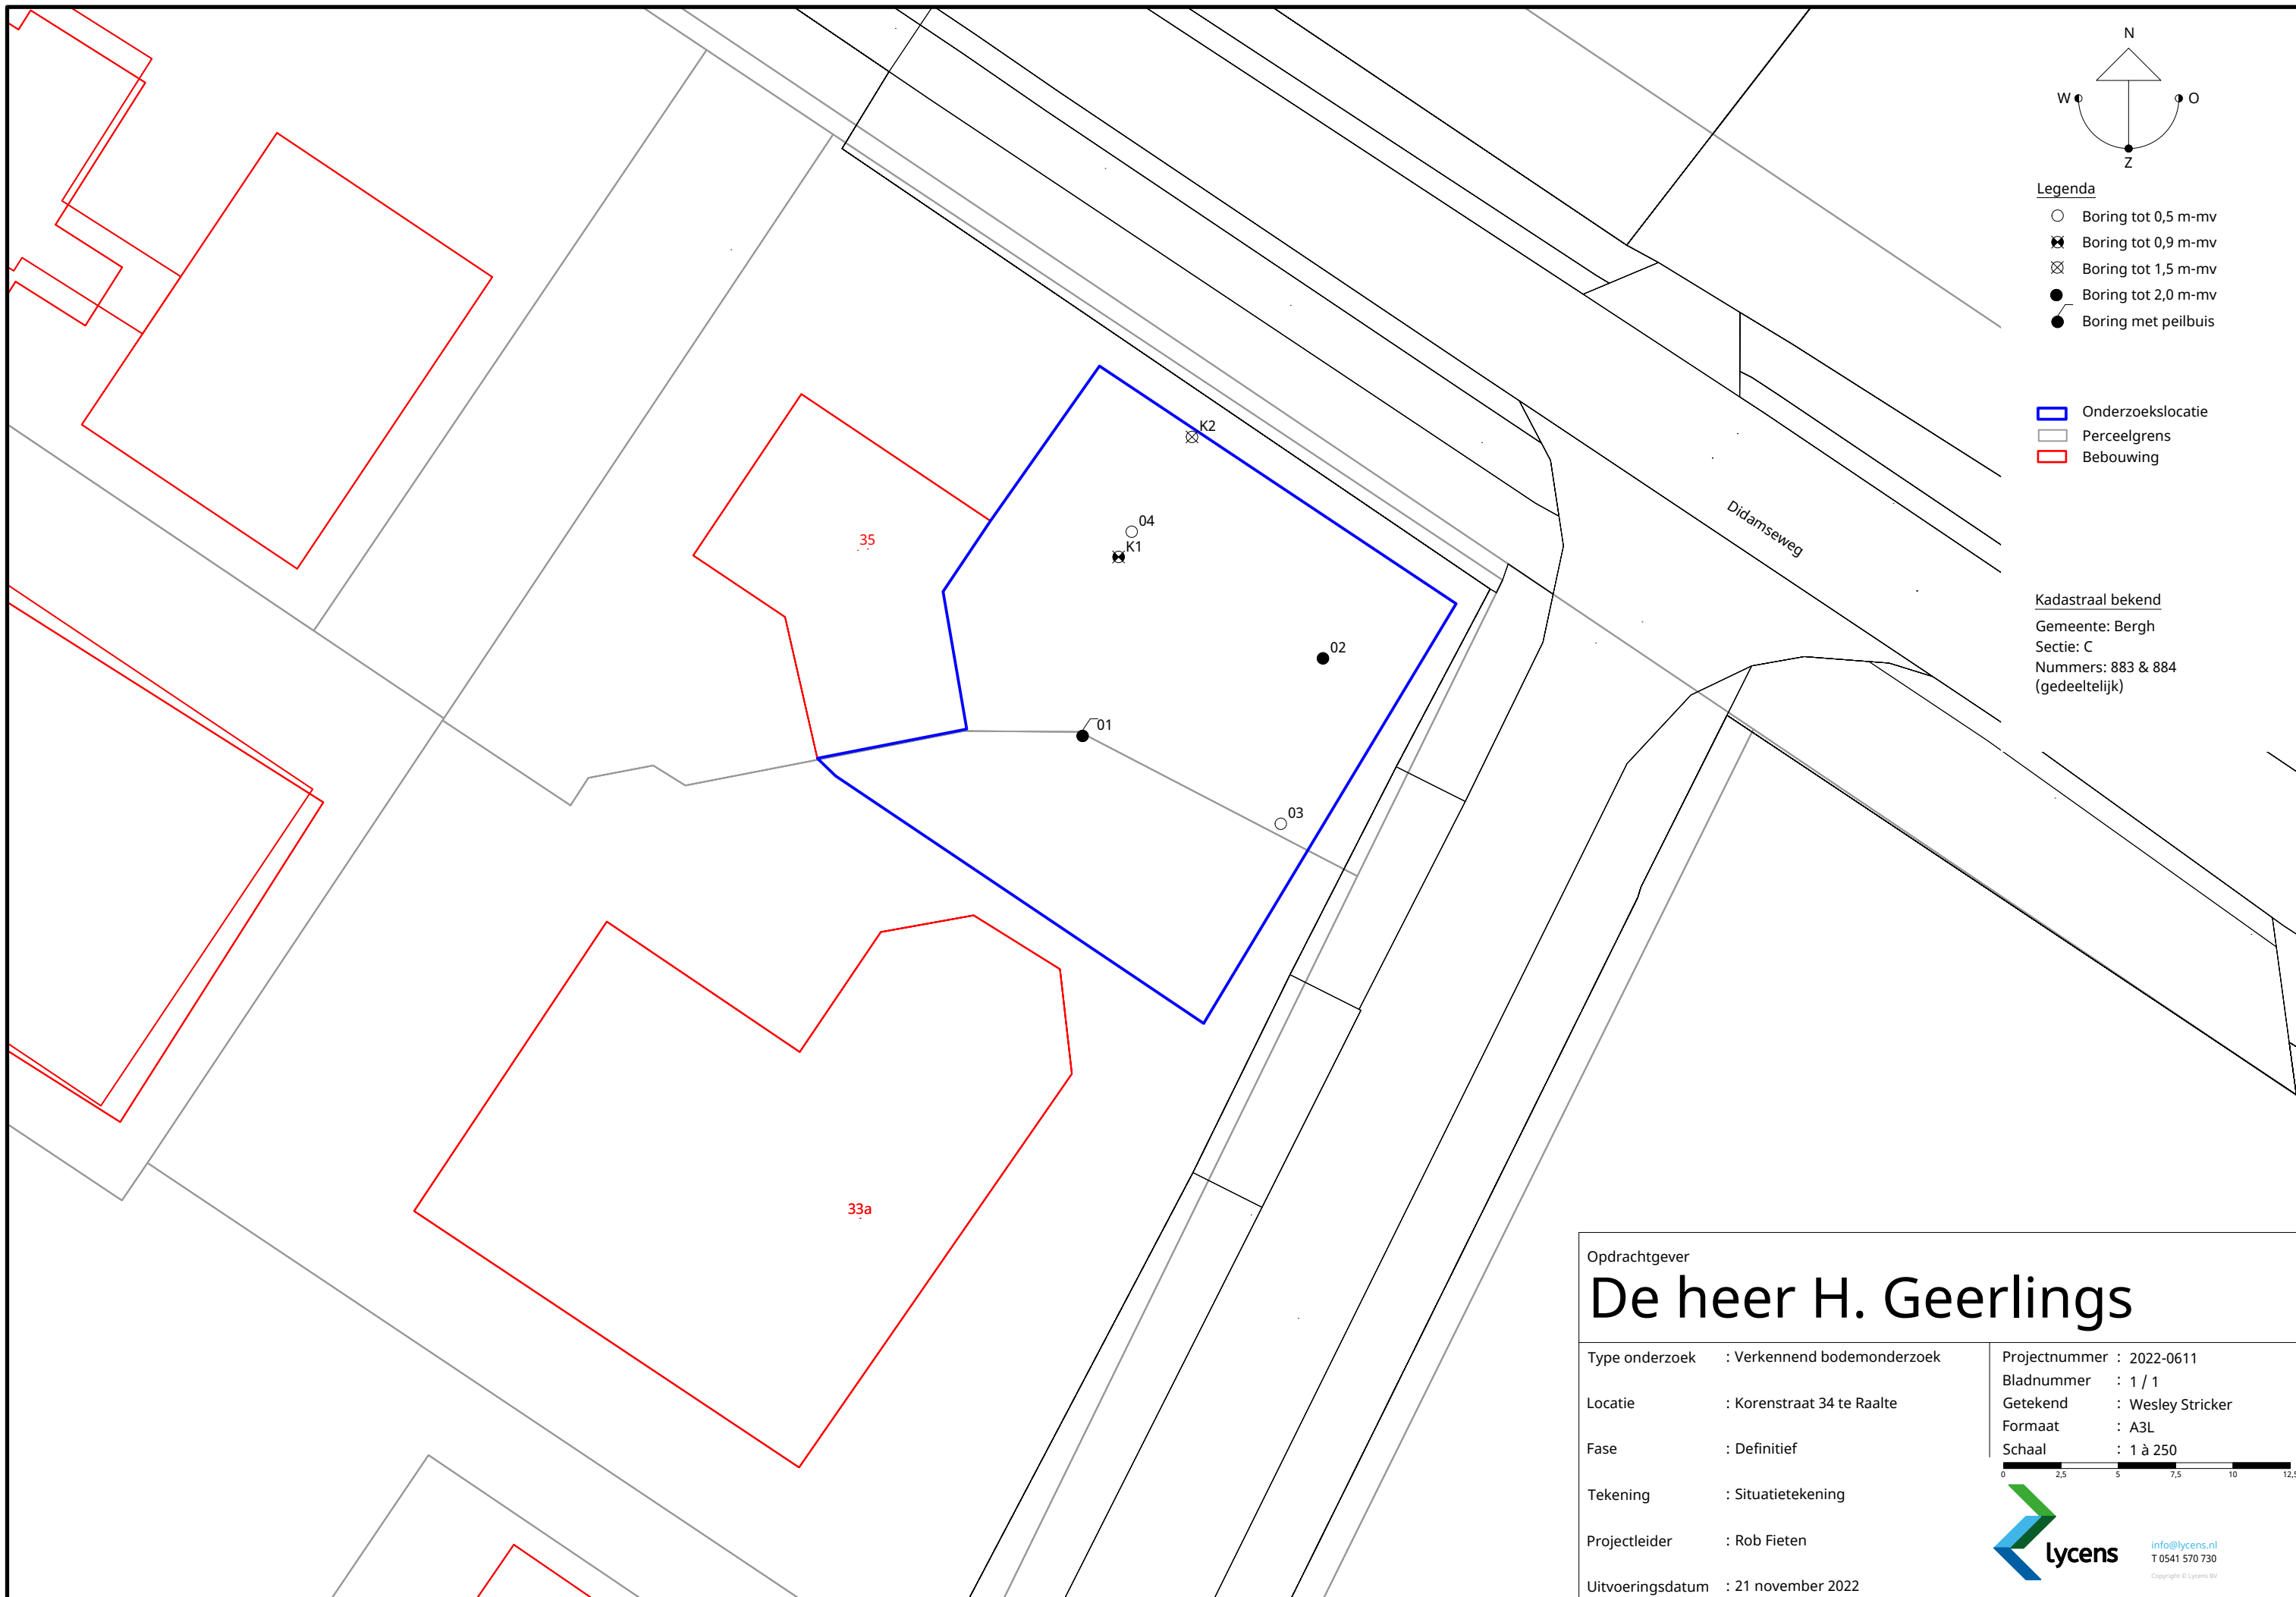 N
W
O
Z
Legenda
Boring tot 0,5 m-mv
Boring tot 0,9 m-mv
Boring tot 1,5 m-mv
Boring tot 2,0 m-mv
Boring met peilbuis
Onderzoekslocatie
Perceelgrens
Bebouwing
Kadastraal bekend
Gemeente: Bergh
Sectie: C
Nummers: 883 & 884
(gedeeltelijk)
K2
04
K1
35
02
01
03
Didamseweg
33a
Opdrachtgever
De heer H. Geerlings
Type onderzoek : Verkennend bodemonderzoek
Locatie : Korenstraat 34 te Raalte
Fase : Definitief
Tekening : Situatietekening
Projectleider : Rob Fieten
Uitvoeringsdatum : 21 november 2022
Projectnummer : 2022-0611
Bladnummer : 1 / 1
Getekend : Wesley Stricker
Formaat : A3L
Schaal : 1 à 250
0 2,5 5 7,5 10 12,5
lycens
info@lycens.nl
T 0541 570 730
Copyright © Lycens BV